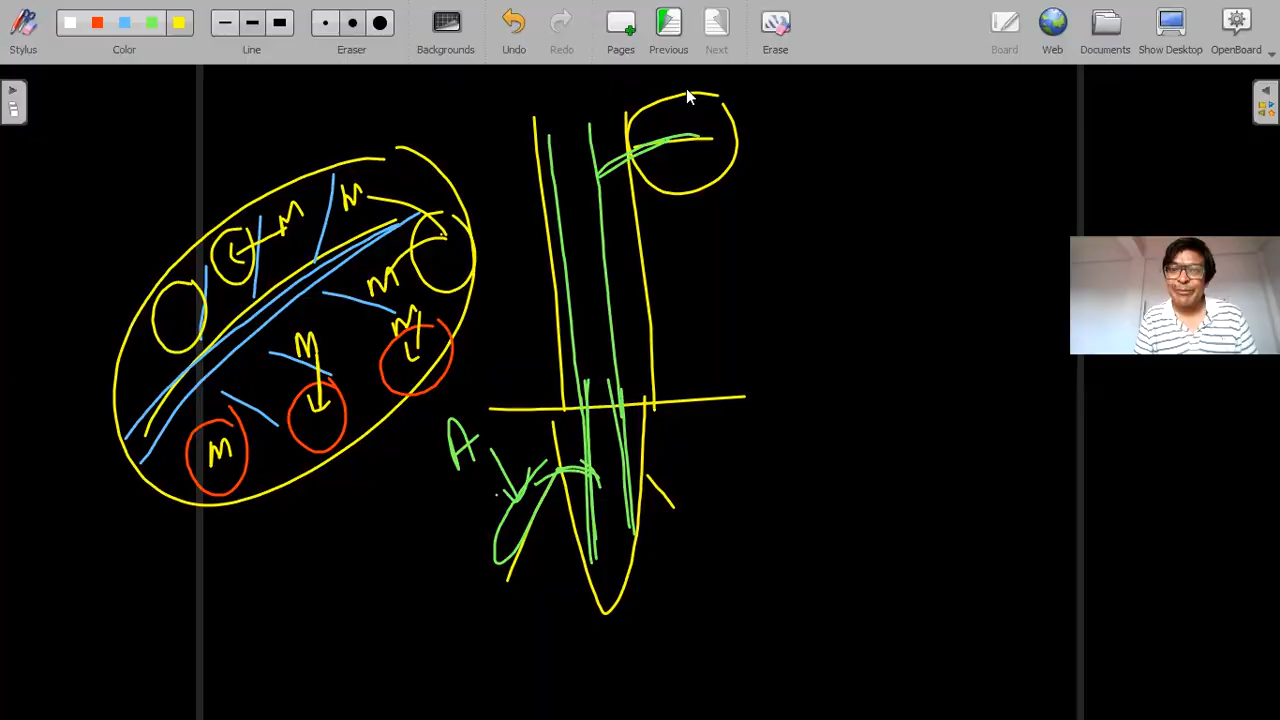 Stylus
Color
Line
Eraser
Backgrounds
Undo
Redo
Pages
Previous
Next
Erase
Board
Web
Documents
Show Desktop
OpenBoard
M
M
M
M
M
M
A